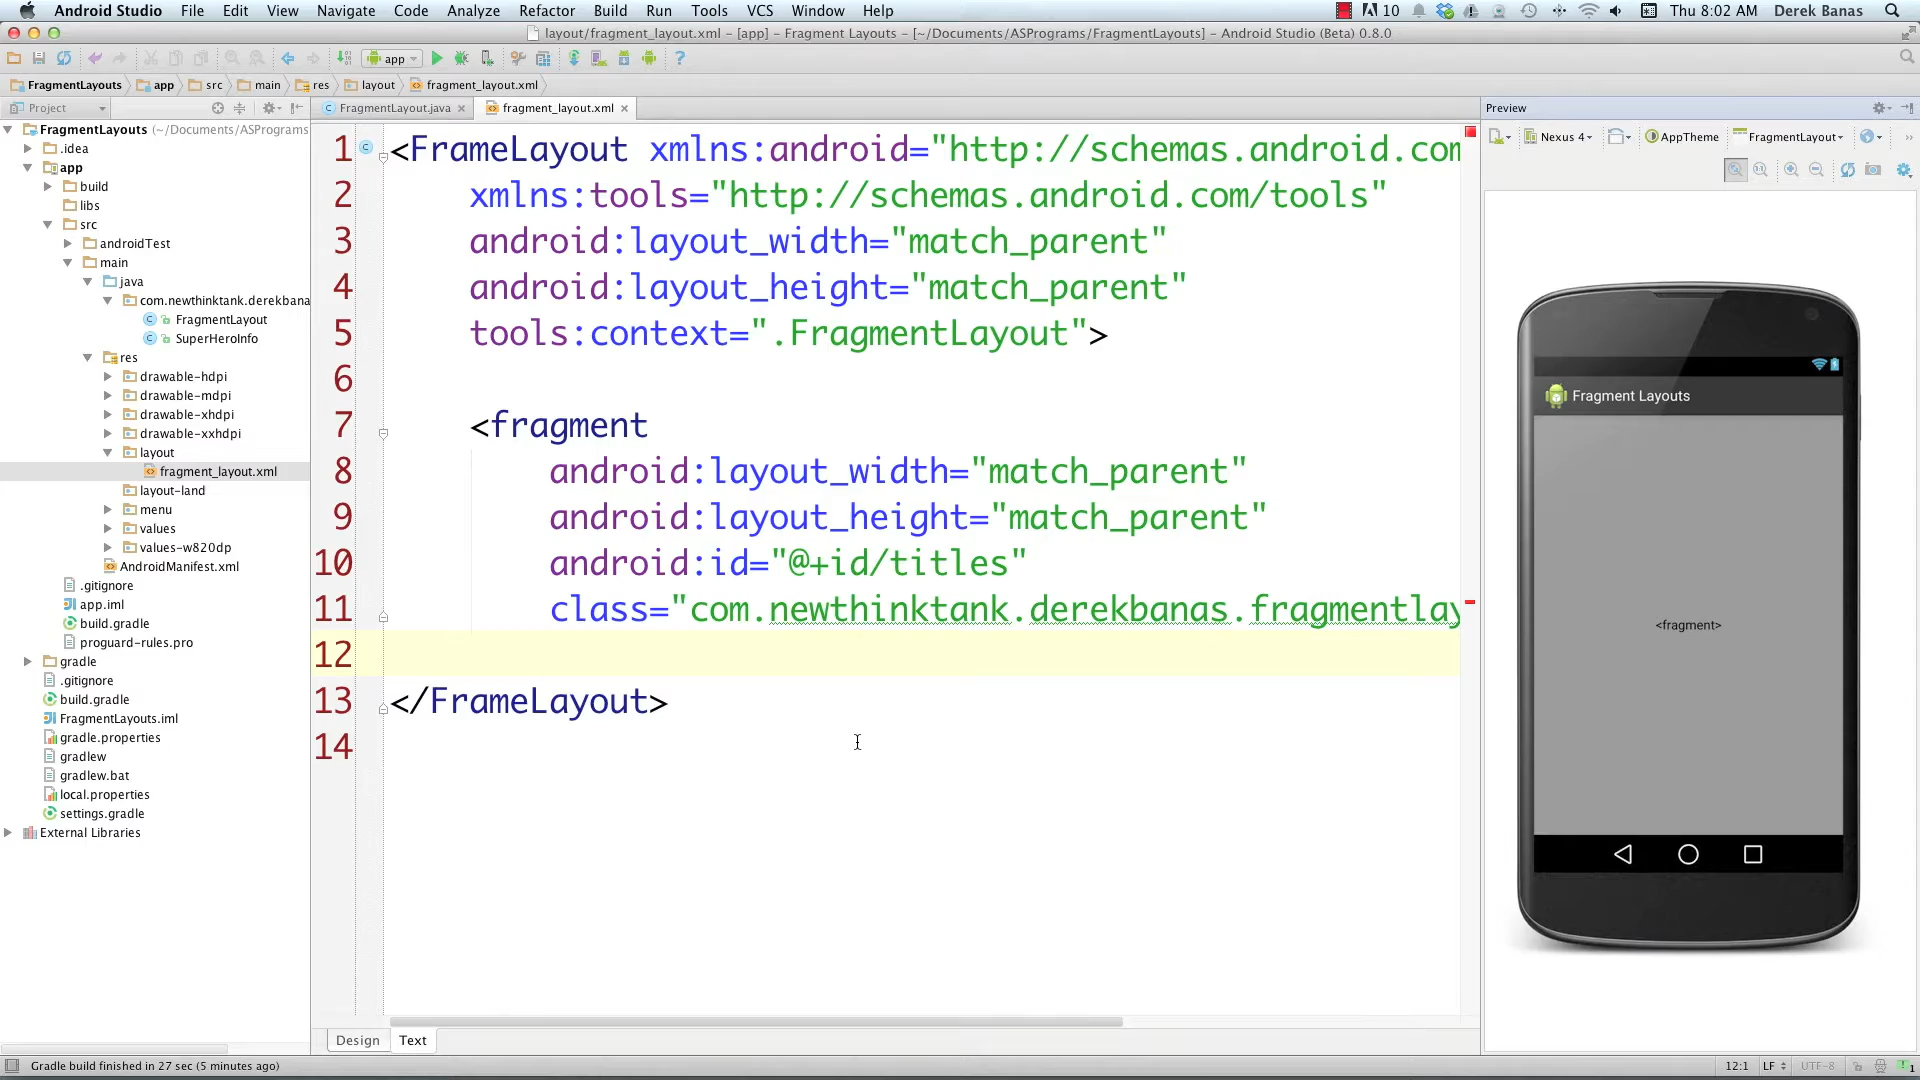 Android Studio File Edit View Navigate Code Analyze Refactor Build Run Tools VCS Window Help 10 Thu 8:02 AM Derek Banas
layout/fragment_layout.xml - [app] - Fragment Layouts - [~/Documents/ASPrograms/FragmentLayouts] - Android Studio (Beta) 0.8.0
app
FragmentLayouts app src main res layout fragment_layout.xml
Project
FragmentLayout.java fragment_layout.xml
Preview
FragmentLayouts (~/Documents/ASPrograms
.idea
app
build
libs
src
androidTest
main
java
com.newthinktank.derekbana
FragmentLayout
SuperHeroInfo
res
drawable-hdpi
drawable-mdpi
drawable-xhdpi
drawable-xxhdpi
layout
fragment_layout.xml
layout-land
menu
values
values-w820dp
AndroidManifest.xml
.gitignore
app.iml
build.gradle
proguard-rules.pro
gradle
.gitignore
build.gradle
FragmentLayouts.iml
gradle.properties
gradlew
gradlew.bat
local.properties
settings.gradle
External Libraries
1 <FrameLayout xmlns:android="http://schemas.android.com
2 xmlns:tools="http://schemas.android.com/tools"
3 android:layout_width="match_parent"
4 android:layout_height="match_parent"
5 tools:context=".FragmentLayout">
6
7 <fragment
8 android:layout_width="match_parent"
9 android:layout_height="match_parent"
10 android:id="@+id/titles"
11 class="com.newthinktank.derekbanas.fragmentlay
12
13 </FrameLayout>
14
Nexus 4 AppTheme FragmentLayout
Fragment Layouts
<fragment>
Design Text
Gradle build finished in 27 sec (5 minutes ago) 12:1 LF UTF-8 1